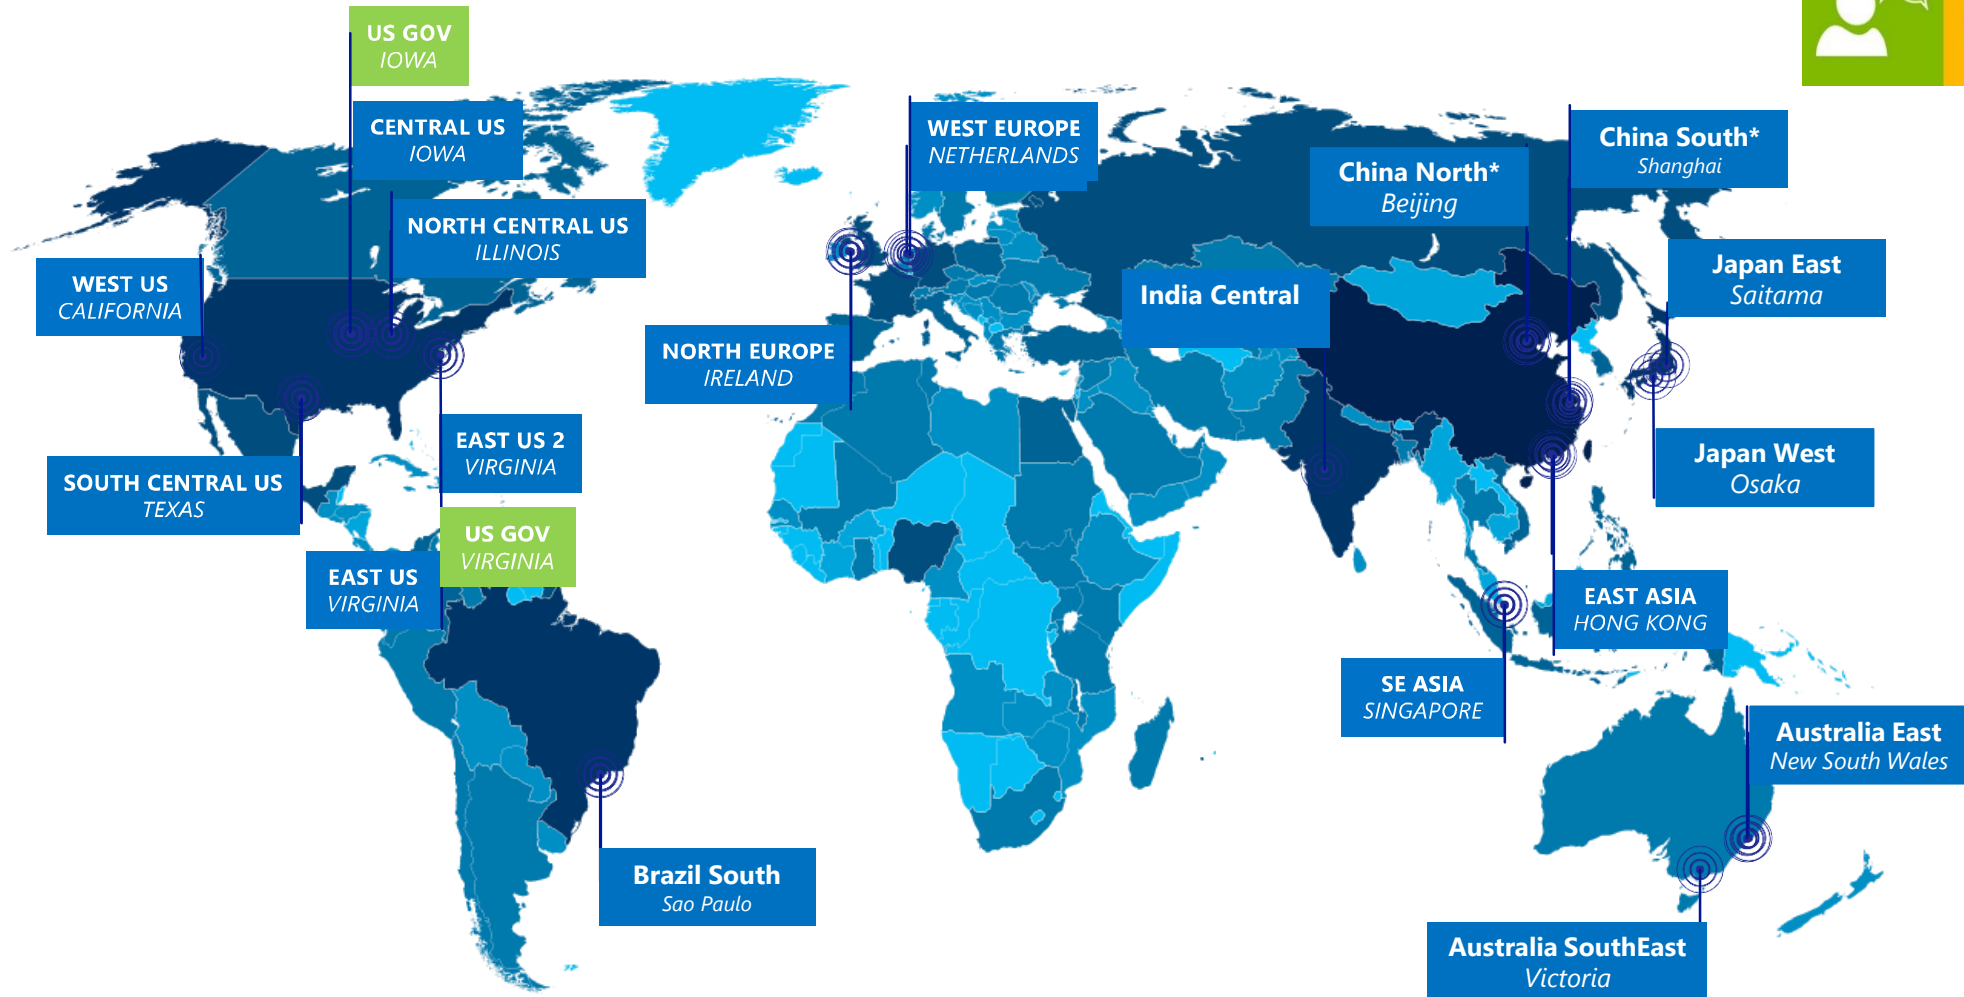 US GOV
IOWA
CENTRAL US
IOWA
NORTH CENTRAL US
ILLINOIS
WEST US
CALIFORNIA
SOUTH CENTRAL US
TEXAS
EAST US 2
VIRGINIA
US GOV
VIRGINIA
EAST US
VIRGINIA
Brazil South
Sao Paulo
WEST EUROPE
NETHERLANDS
NORTH EUROPE
IRELAND
India Central
China North*
Beijing
China South*
Shanghai
Japan East
Saitama
Japan West
Osaka
EAST ASIA
HONG KONG
SE ASIA
SINGAPORE
Australia East
New South Wales
Australia SouthEast
Victoria